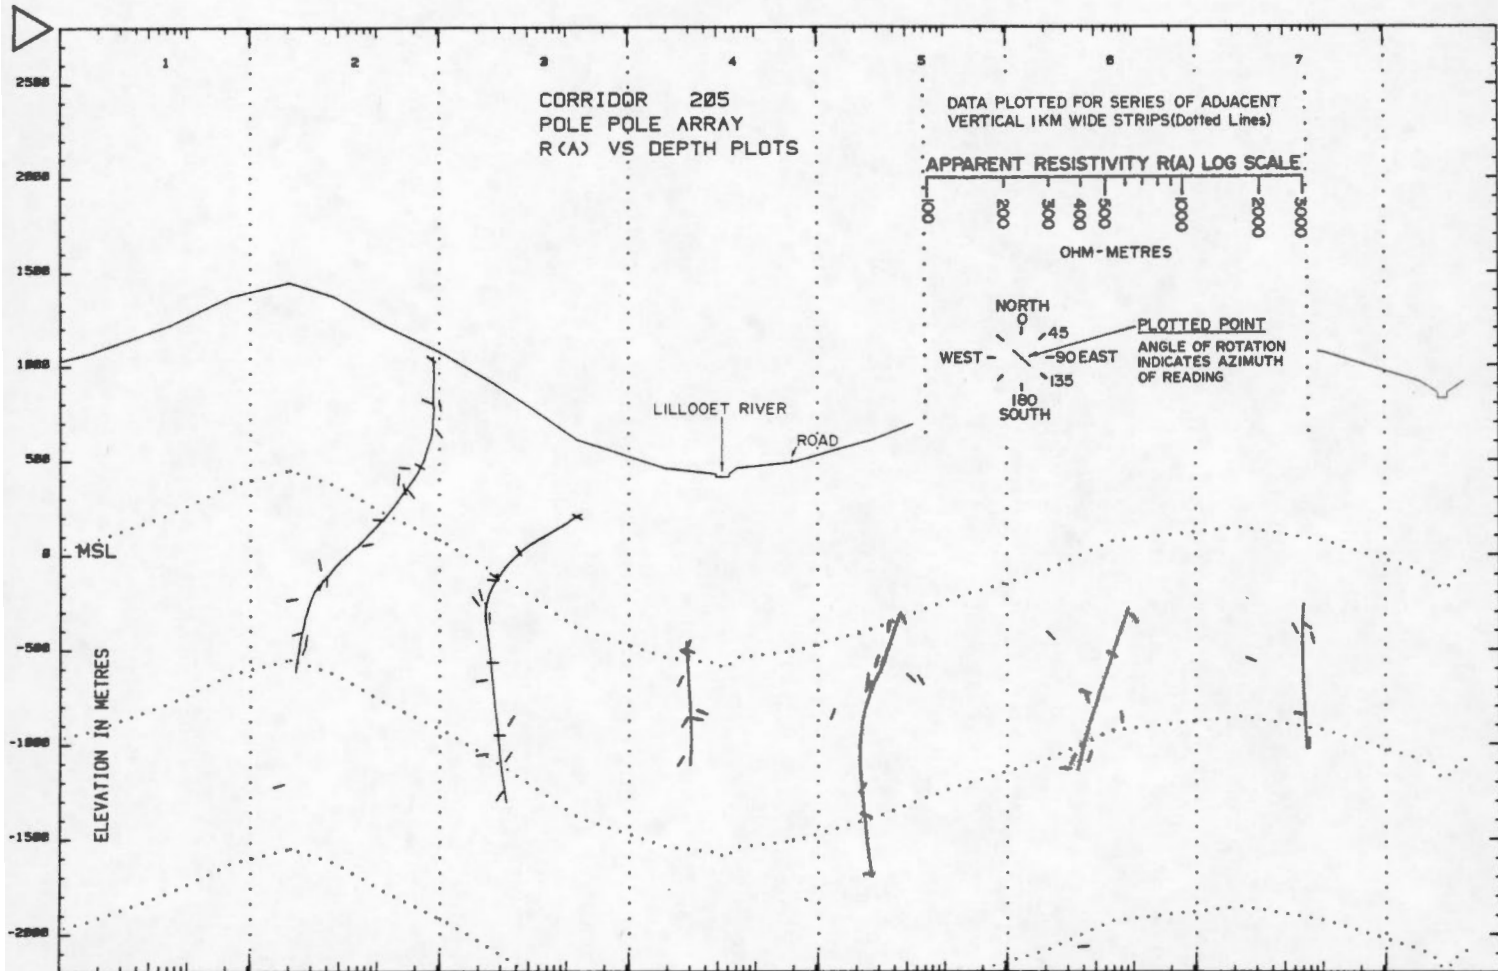 1 2 3 4 5 6 7
CORRIDOR 205
POLE POLE ARRAY
R(A) VS DEPTH PLOTS
DATA PLOTTED FOR SERIES OF ADJACENT
VERTICAL 1KM WIDE STRIPS(Dotted Lines)
APPARENT RESISTIVITY R(A) LOG SCALE
100 200 300 400 500 1000 2000 3000
OHM-METRES
NORTH
0
45
WEST
90 EAST
135
180
SOUTH
PLOTTED POINT
ANGLE OF ROTATION
INDICATES AZIMUTH
OF READING
LILLOOET RIVER
ROAD
MSL
ELEVATION IN METRES
2500
2000
1500
1000
500
0
-500
-1000
-1500
-2000